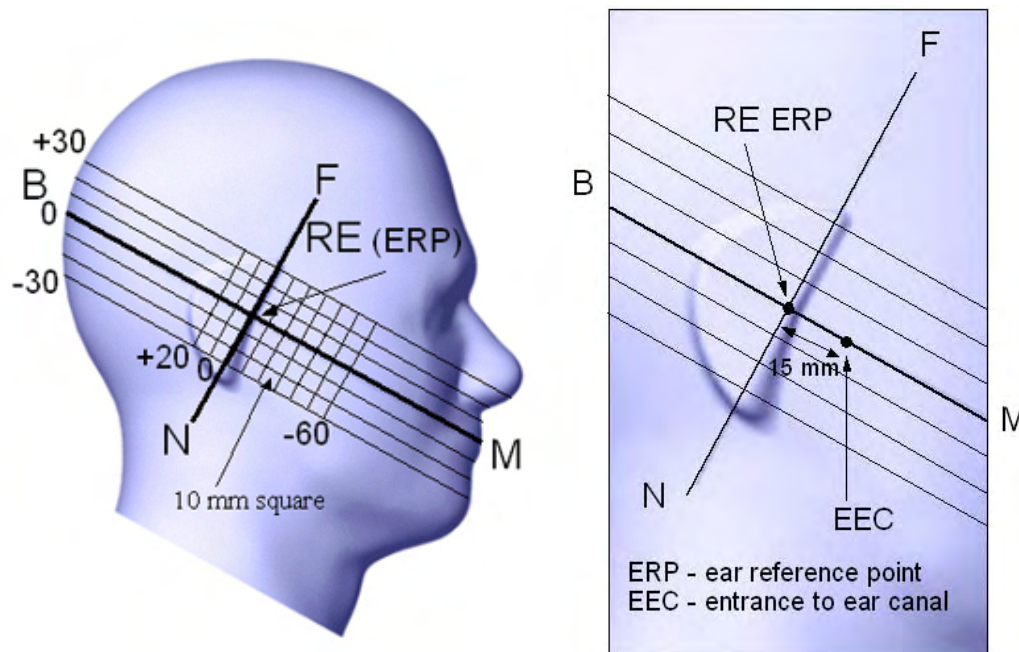 +30
B
0
-30
F
RE (ERP)
+20
0
N
-60
M
10 mm square
F
RE ERP
B
15 mm
M
N
EEC
ERP - ear reference point
EEC - entrance to ear canal